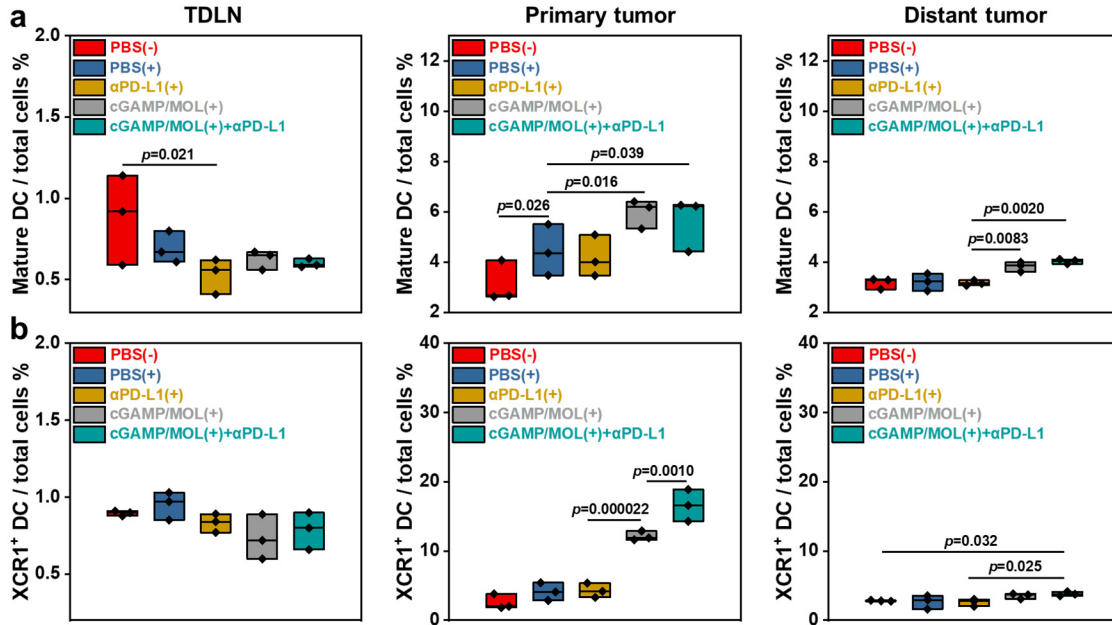 a
TDLN
Primary tumor
Distant tumor
Mature DC / total cells %
2.0
1.5
1.0
0.5
PBS(-)
PBS(+)
αPD-L1(+)
cGAMP/MOL(+)
cGAMP/MOL(+)+αPD-L1
p=0.021
Mature DC / total cells %
12
10
8
6
4
2
PBS(-)
PBS(+)
αPD-L1(+)
cGAMP/MOL(+)
cGAMP/MOL(+)+αPD-L1
p=0.039
p=0.016
p=0.026
Mature DC / total cells %
12
10
8
6
4
2
PBS(-)
PBS(+)
αPD-L1(+)
cGAMP/MOL(+)
cGAMP/MOL(+)+αPD-L1
p=0.0020
p=0.0083
b
XCR1+ DC / total cells %
2.0
1.5
1.0
0.5
PBS(-)
PBS(+)
αPD-L1(+)
cGAMP/MOL(+)
cGAMP/MOL(+)+αPD-L1
XCR1+ DC / total cells %
40
30
20
10
0
PBS(-)
PBS(+)
αPD-L1(+)
cGAMP/MOL(+)
cGAMP/MOL(+)+αPD-L1
p=0.0010
p=0.000022
XCR1+ DC / total cells %
40
30
20
10
0
PBS(-)
PBS(+)
αPD-L1(+)
cGAMP/MOL(+)
cGAMP/MOL(+)+αPD-L1
p=0.032
p=0.025